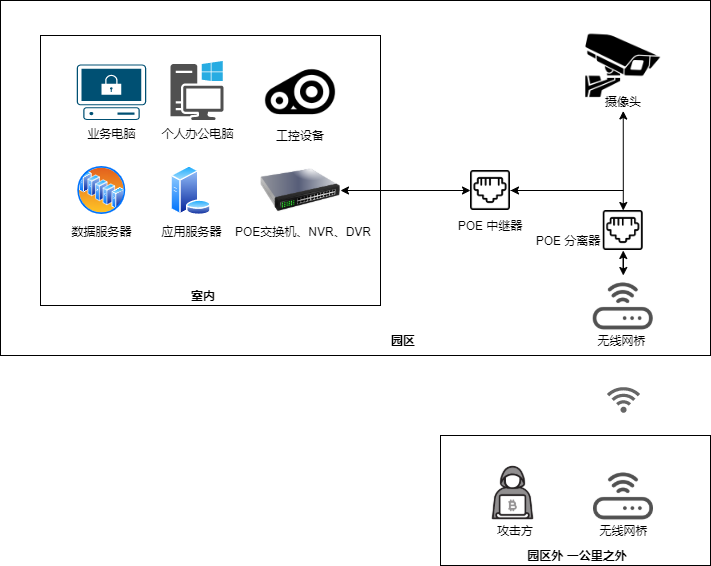 摄像头
业务电脑
个人办公电脑
工控设备
数据服务器
应用服务器
POE交换机、NVR、DVR
POE 中继器
POE 分离器
室内
园区
无线网桥
攻击方
无线网桥
园区外 一公里之外